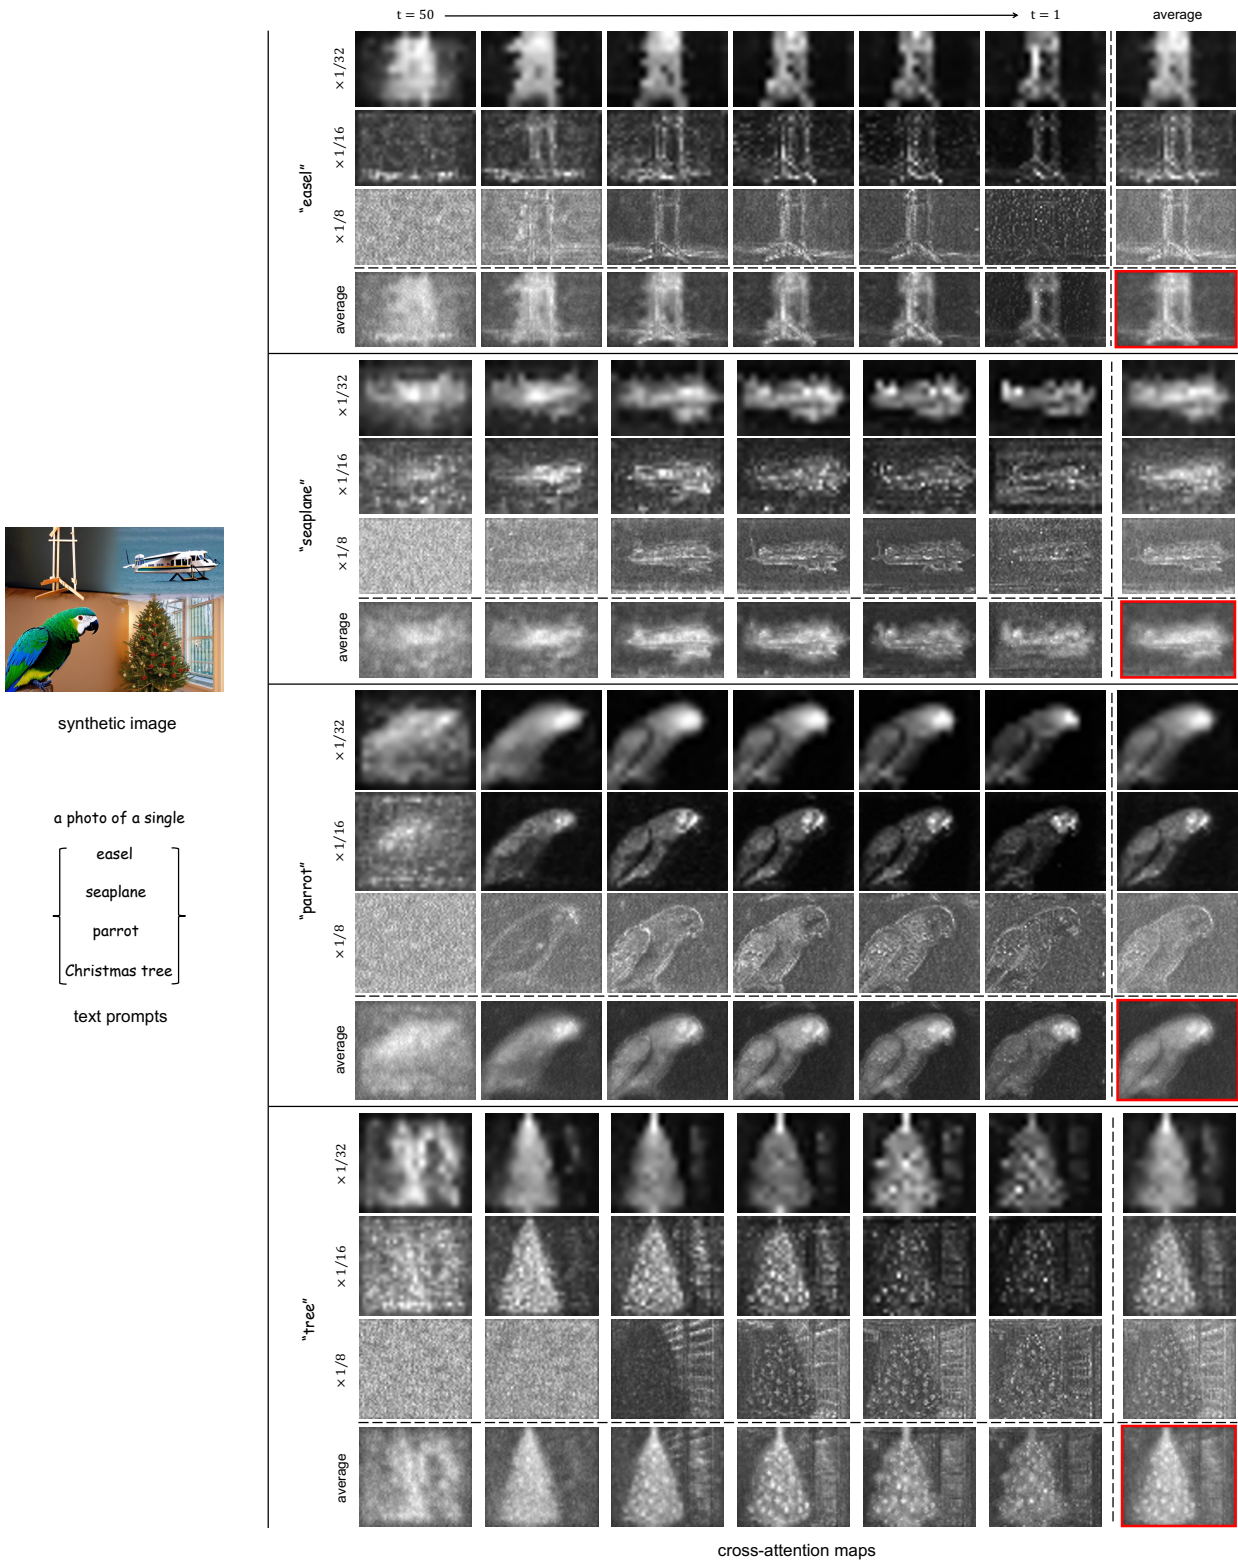 t = 50
t = 1
average
"easel"
×1/32
×1/16
×1/8
average
"seaplane"
×1/32
×1/16
×1/8
average
"parrot"
×1/32
×1/16
×1/8
average
"tree"
×1/32
×1/16
×1/8
average
synthetic image
a photo of a single
easel
seaplane
parrot
Christmas tree
text prompts
cross-attention maps